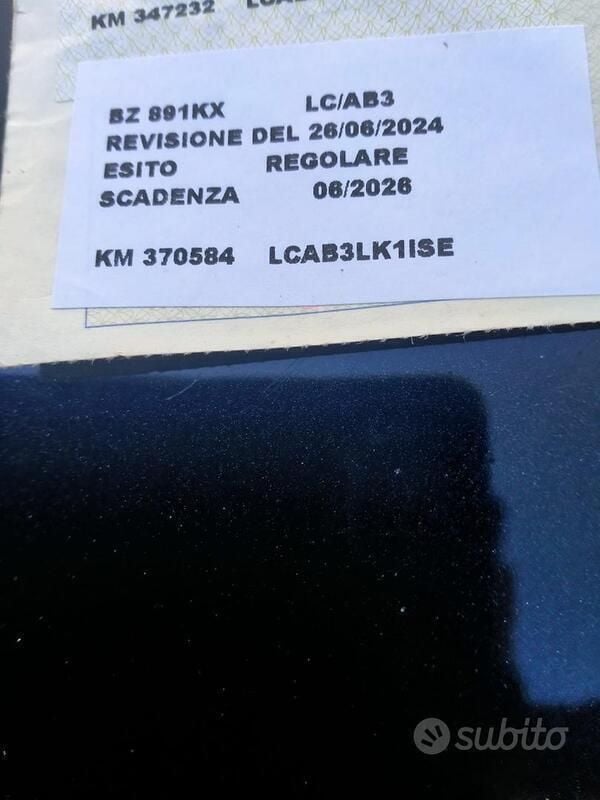 KM 347232
BZ 891KX LC/AB3
REVISIONE DEL 26/06/2024
ESITO REGOLARE
SCADENZA 06/2026
KM 370584 LCAB3LK1ISE
subito